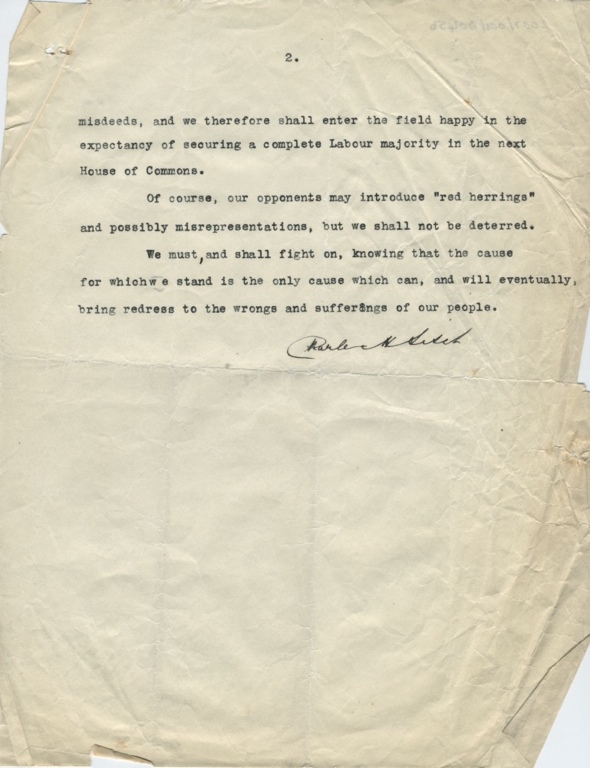 2.
misdeeds, and we therefore shall enter the field happy in the
expectancy of securing a complete Labour majority in the next
House of Commons.
Of course, our opponents may introduce "red herrings"
and possibly misrepresentations, but we shall not be deterred.
We must,and shall fight on, knowing that the cause
for whichwe stand is the only cause which can, and will eventually,
bring redress to the wrongs and sufferings of our people.
Charles H Sitch